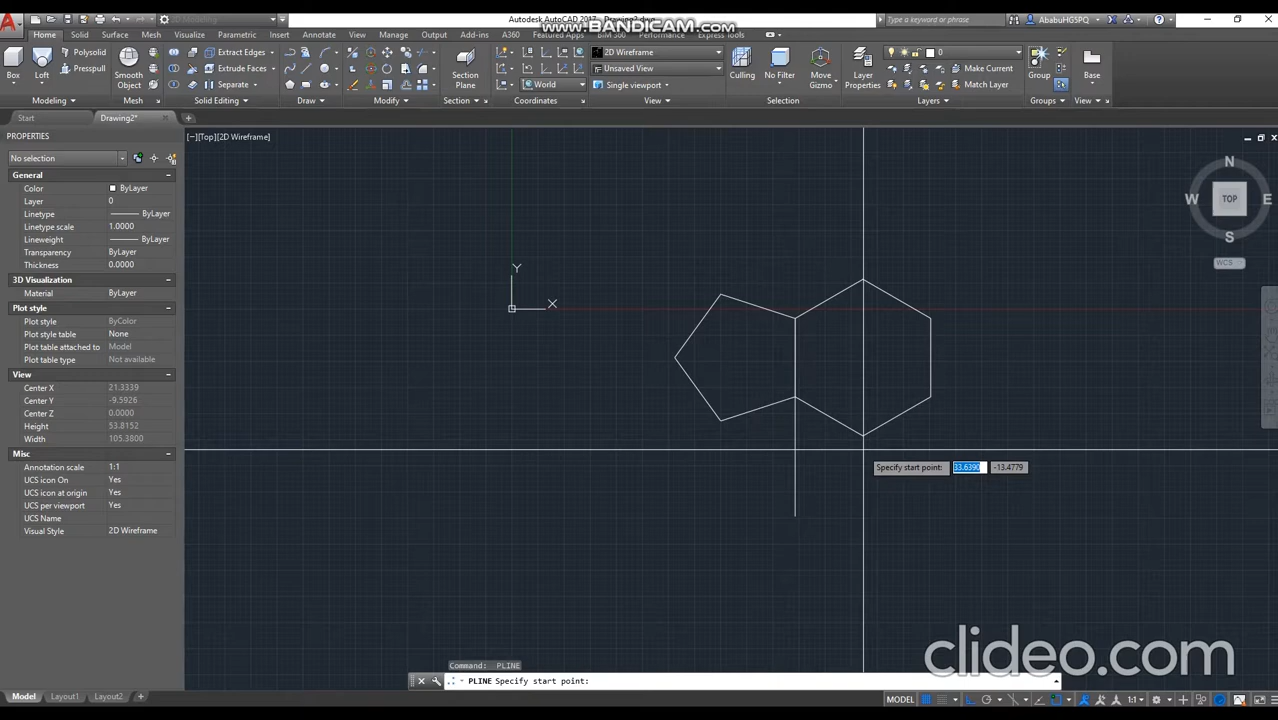 Autodesk AutoCAD 2017 Drawing2.dwg
www.BANDICAM.com
Type a keyword or phrase
AbabuHGSPQ
Home Solid Surface Mesh Visualize Parametric Insert Annotate View Manage Output Add-ins A360 Featured Apps BIM 360 Performance Express Tools
Box
Loft
Polysolid
Presspull
Smooth Object
Extract Edges
Extrude Faces
Separate
Section Plane
World
2D Wireframe
Unsaved View
Single viewport
Culling
No Filter
Move Gizmo
Layer Properties
0
Make Current
Match Layer
Group
Base
Modeling Mesh Solid Editing Draw Modify Section Coordinates View Selection Layers Groups View
Start Drawing2* +
PROPERTIES
[−][Top][2D Wireframe]
No selection
General
Color ByLayer
Layer 0
Linetype ByLayer
Linetype scale 1.0000
Lineweight ByLayer
Transparency ByLayer
Thickness 0.0000
3D Visualization
Material ByLayer
Plot style
Plot style ByColor
Plot style table None
Plot table attached to Model
Plot table type Not available
View
Center X 21.3339
Center Y -9.5926
Center Z 0.0000
Height 53.8152
Width 105.3800
Misc
Annotation scale 1:1
UCS icon On Yes
UCS icon at origin Yes
UCS per viewport Yes
UCS Name
Visual Style 2D Wireframe
Y
X
N
W TOP E
S
WCS
Specify start point: 33.6390 -13.4779
clideo.com
Command: PLINE
PLINE Specify start point:
Model Layout1 Layout2 +
MODEL 1:1